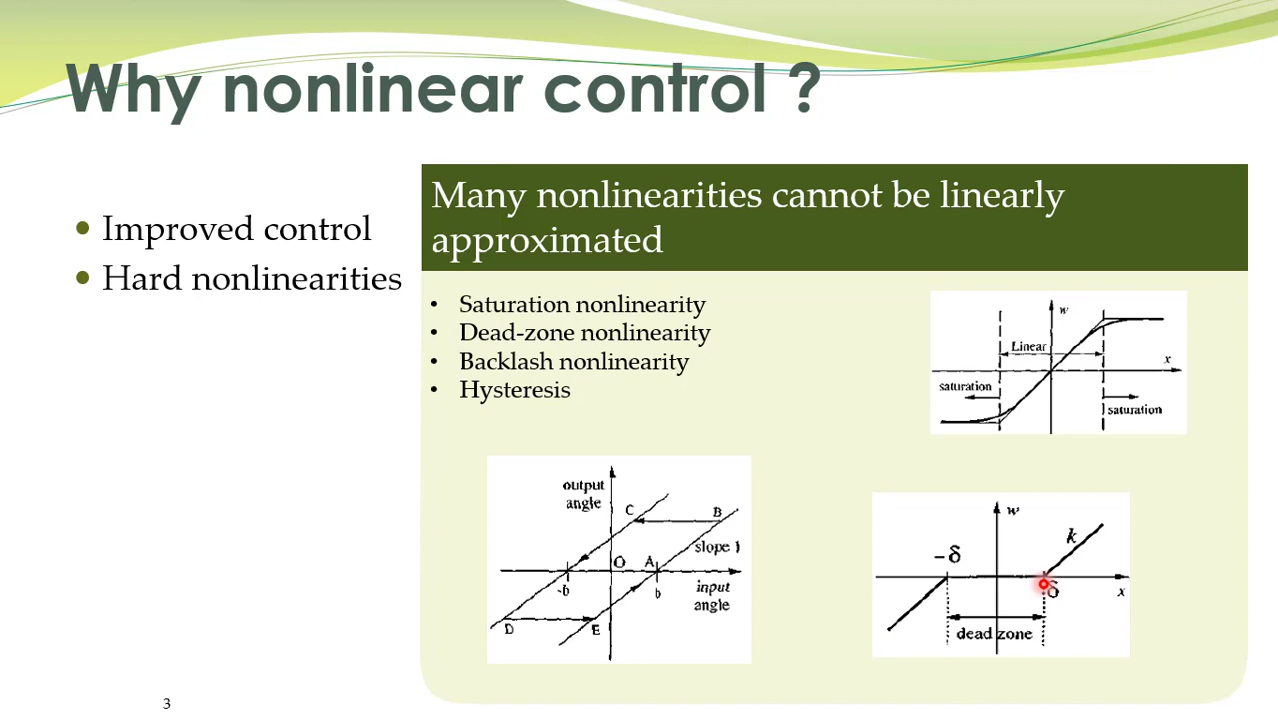 Why nonlinear control ?
• Improved control
• Hard nonlinearities
Many nonlinearities cannot be linearly
approximated
• Saturation nonlinearity
• Dead-zone nonlinearity
• Backlash nonlinearity
• Hysteresis
w
Linear
x
saturation
saturation
output
angle
C
B
slope 1
O
A
-b
b
input
angle
D
E
w
k
−δ
δ
x
dead zone
3